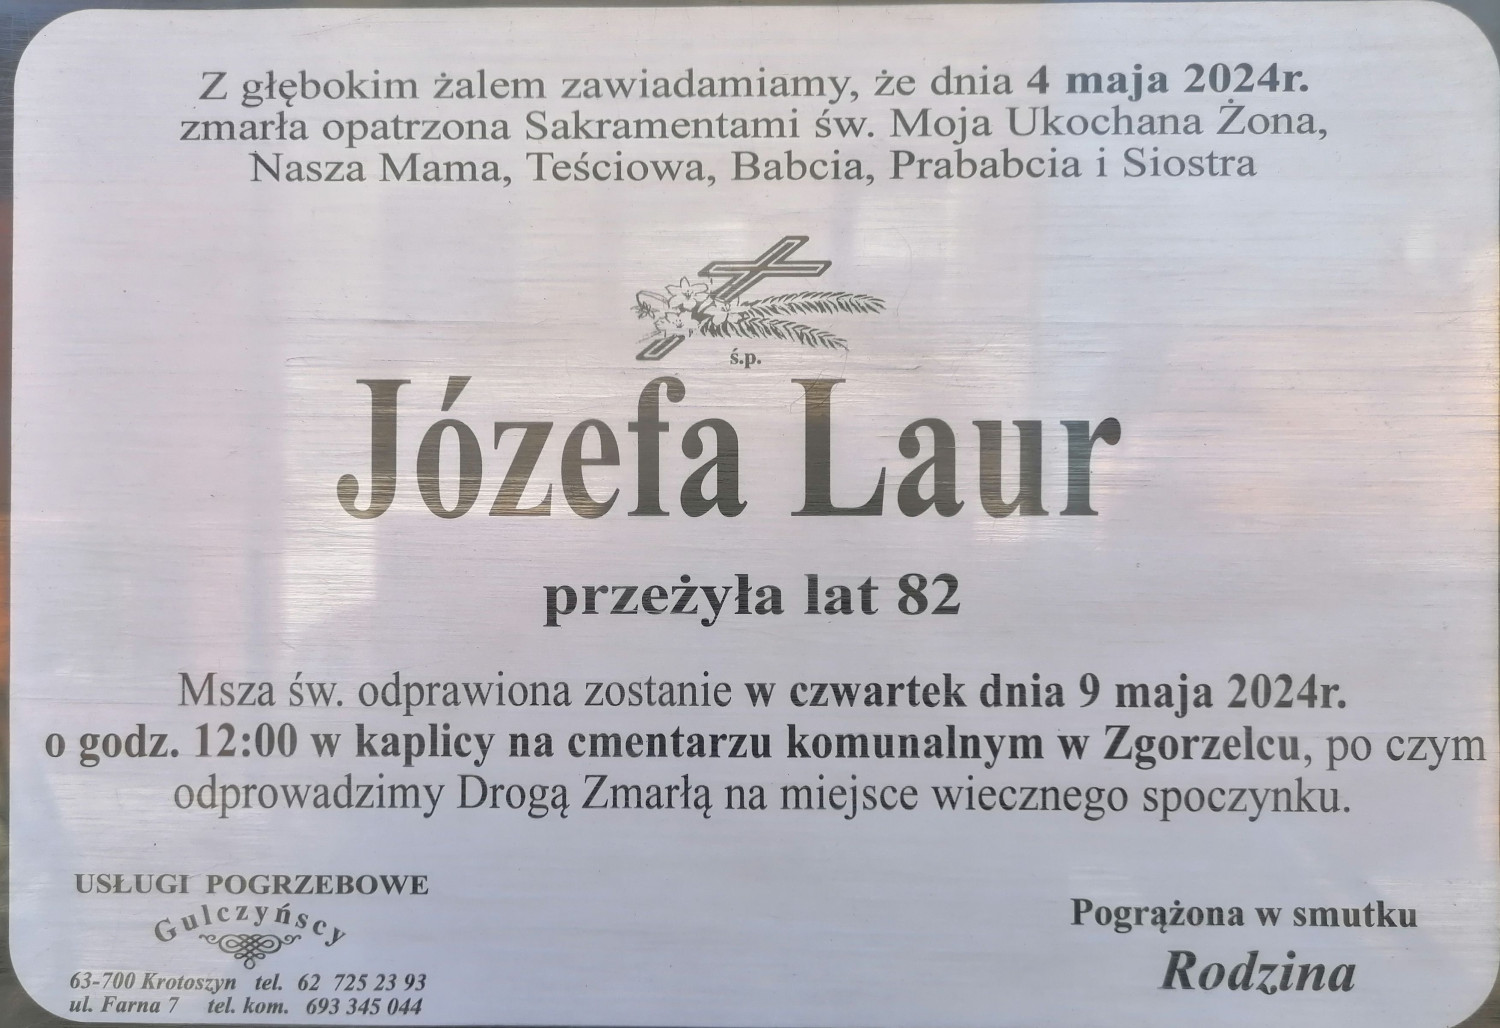 Z głębokim żalem zawiadamiamy, że dnia 4 maja 2024r.
zmarła opatrzona Sakramentami św. Moja Ukochana Żona,
Nasza Mama, Teściowa, Babcia, Prababcia i Siostra
ś.p.
Józefa Laur
przeżyła lat 82
Msza św. odprawiona zostanie w czwartek dnia 9 maja 2024r.
o godz. 12:00 w kaplicy na cmentarzu komunalnym w Zgorzelcu, po czym
odprowadzimy Drogą Zmarłą na miejsce wiecznego spoczynku.
USŁUGI POGRZEBOWE
Gulczyńscy
63-700 Krotoszyn tel. 62 725 23 93
ul. Farna 7 tel. kom. 693 345 044
Pogrążona w smutku
Rodzina